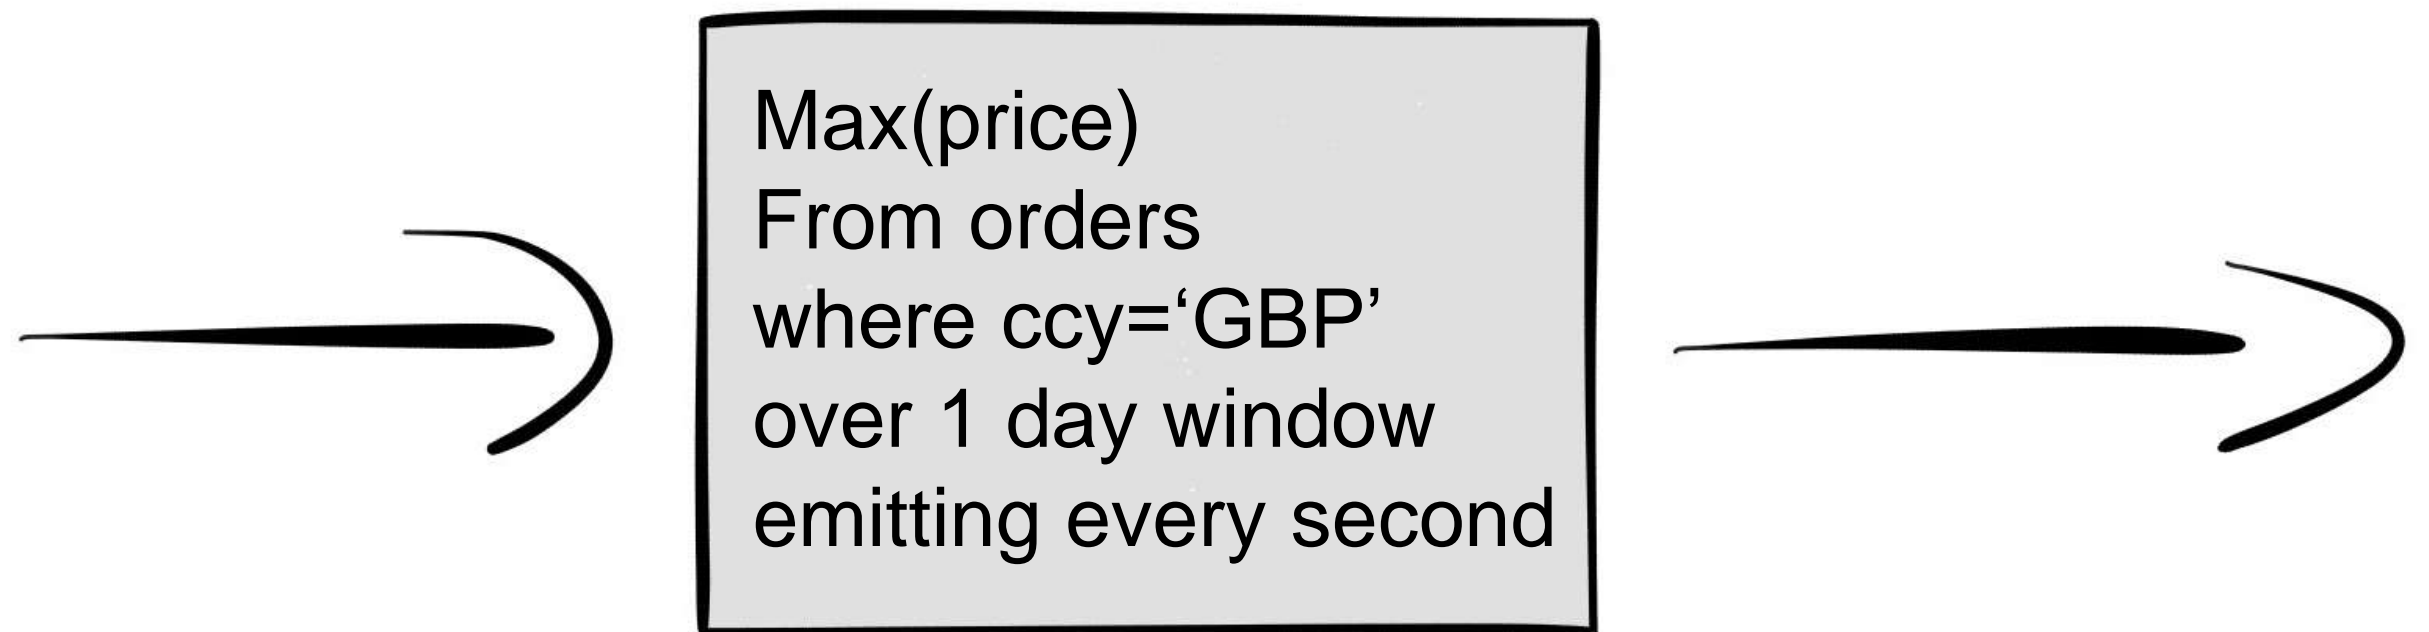 Max(price)
From orders
where ccy=‘GBP’
over 1 day window
emitting every second